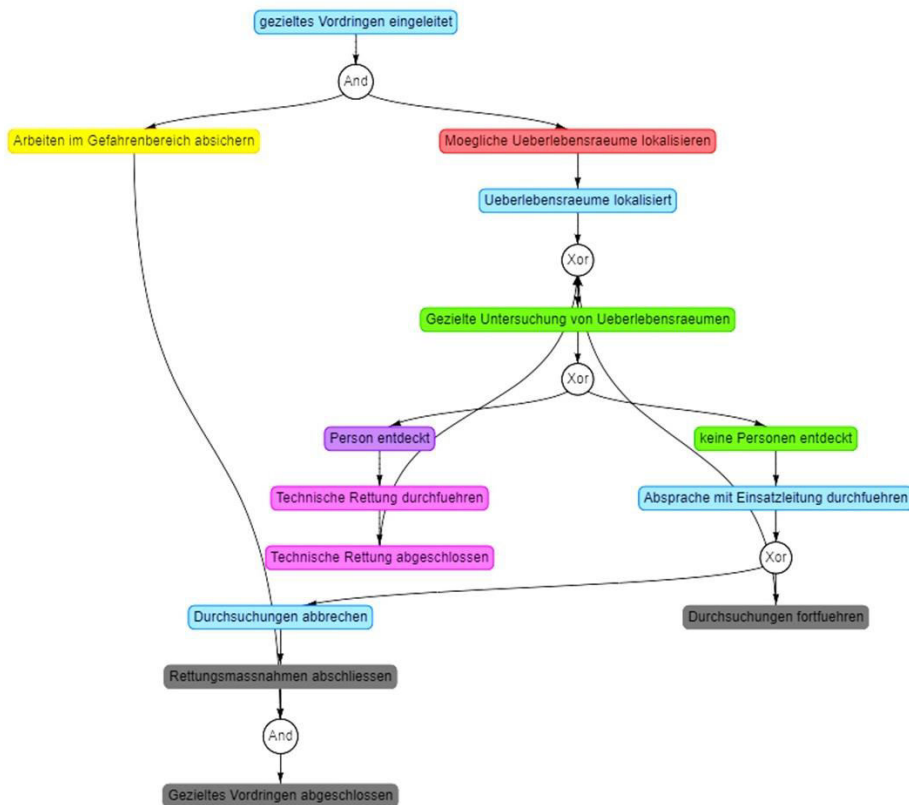 gezieltes Vordringen eingeleitet
And
Arbeiten im Gefahrenbereich absichern
Moegliche Ueberlebensraeume lokalisieren
Ueberlebensraeume lokalisiert
Xor
Gezielte Untersuchung von Ueberlebensraeumen
Xor
Person entdeckt
keine Personen entdeckt
Technische Rettung durchfuehren
Absprache mit Einsatzleitung durchfuehren
Technische Rettung abgeschlossen
Xor
Durchsuchungen abbrechen
Durchsuchungen fortfuehren
Rettungsmassnahmen abschliessen
And
Gezieltes Vordringen abgeschlossen